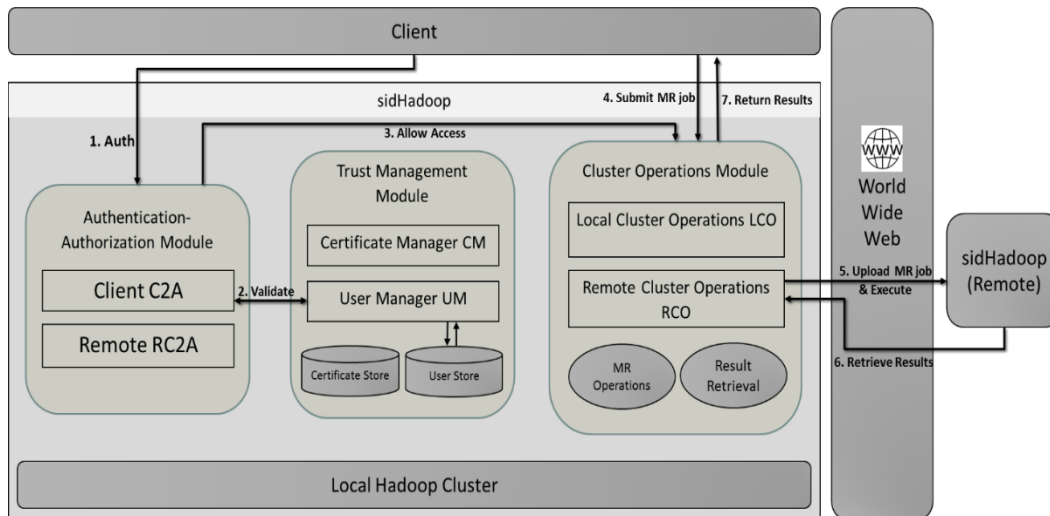 Client
sidHadoop
1. Auth
3. Allow Access
4. Submit MR job
7. Return Results
Authentication-
Authorization Module
Client C2A
Remote RC2A
2. Validate
Trust Management
Module
Certificate Manager CM
User Manager UM
Certificate Store
User Store
Cluster Operations Module
Local Cluster Operations LCO
Remote Cluster Operations
RCO
MR
Operations
Result
Retrieval
WWW
World
Wide
Web
5. Upload MR job
& Execute
6. Retrieve Results
sidHadoop
(Remote)
Local Hadoop Cluster